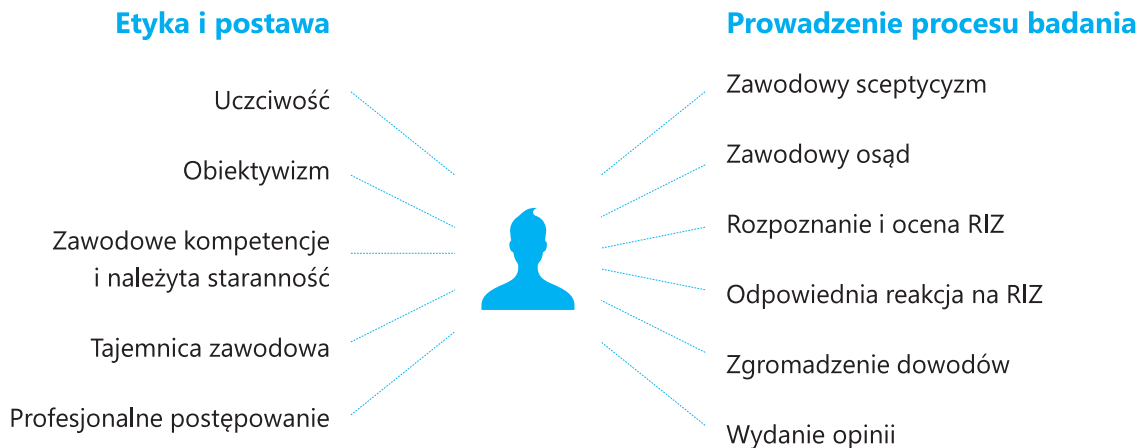 Etyka i postawa
Uczciwość
Obiektywizm
Zawodowe kompetencje
i należyta staranność
Tajemnica zawodowa
Profesjonalne postępowanie
Prowadzenie procesu badania
Zawodowy sceptycyzm
Zawodowy osąd
Rozpoznanie i ocena RIZ
Odpowiednia reakcja na RIZ
Zgromadzenie dowodów
Wydanie opinii